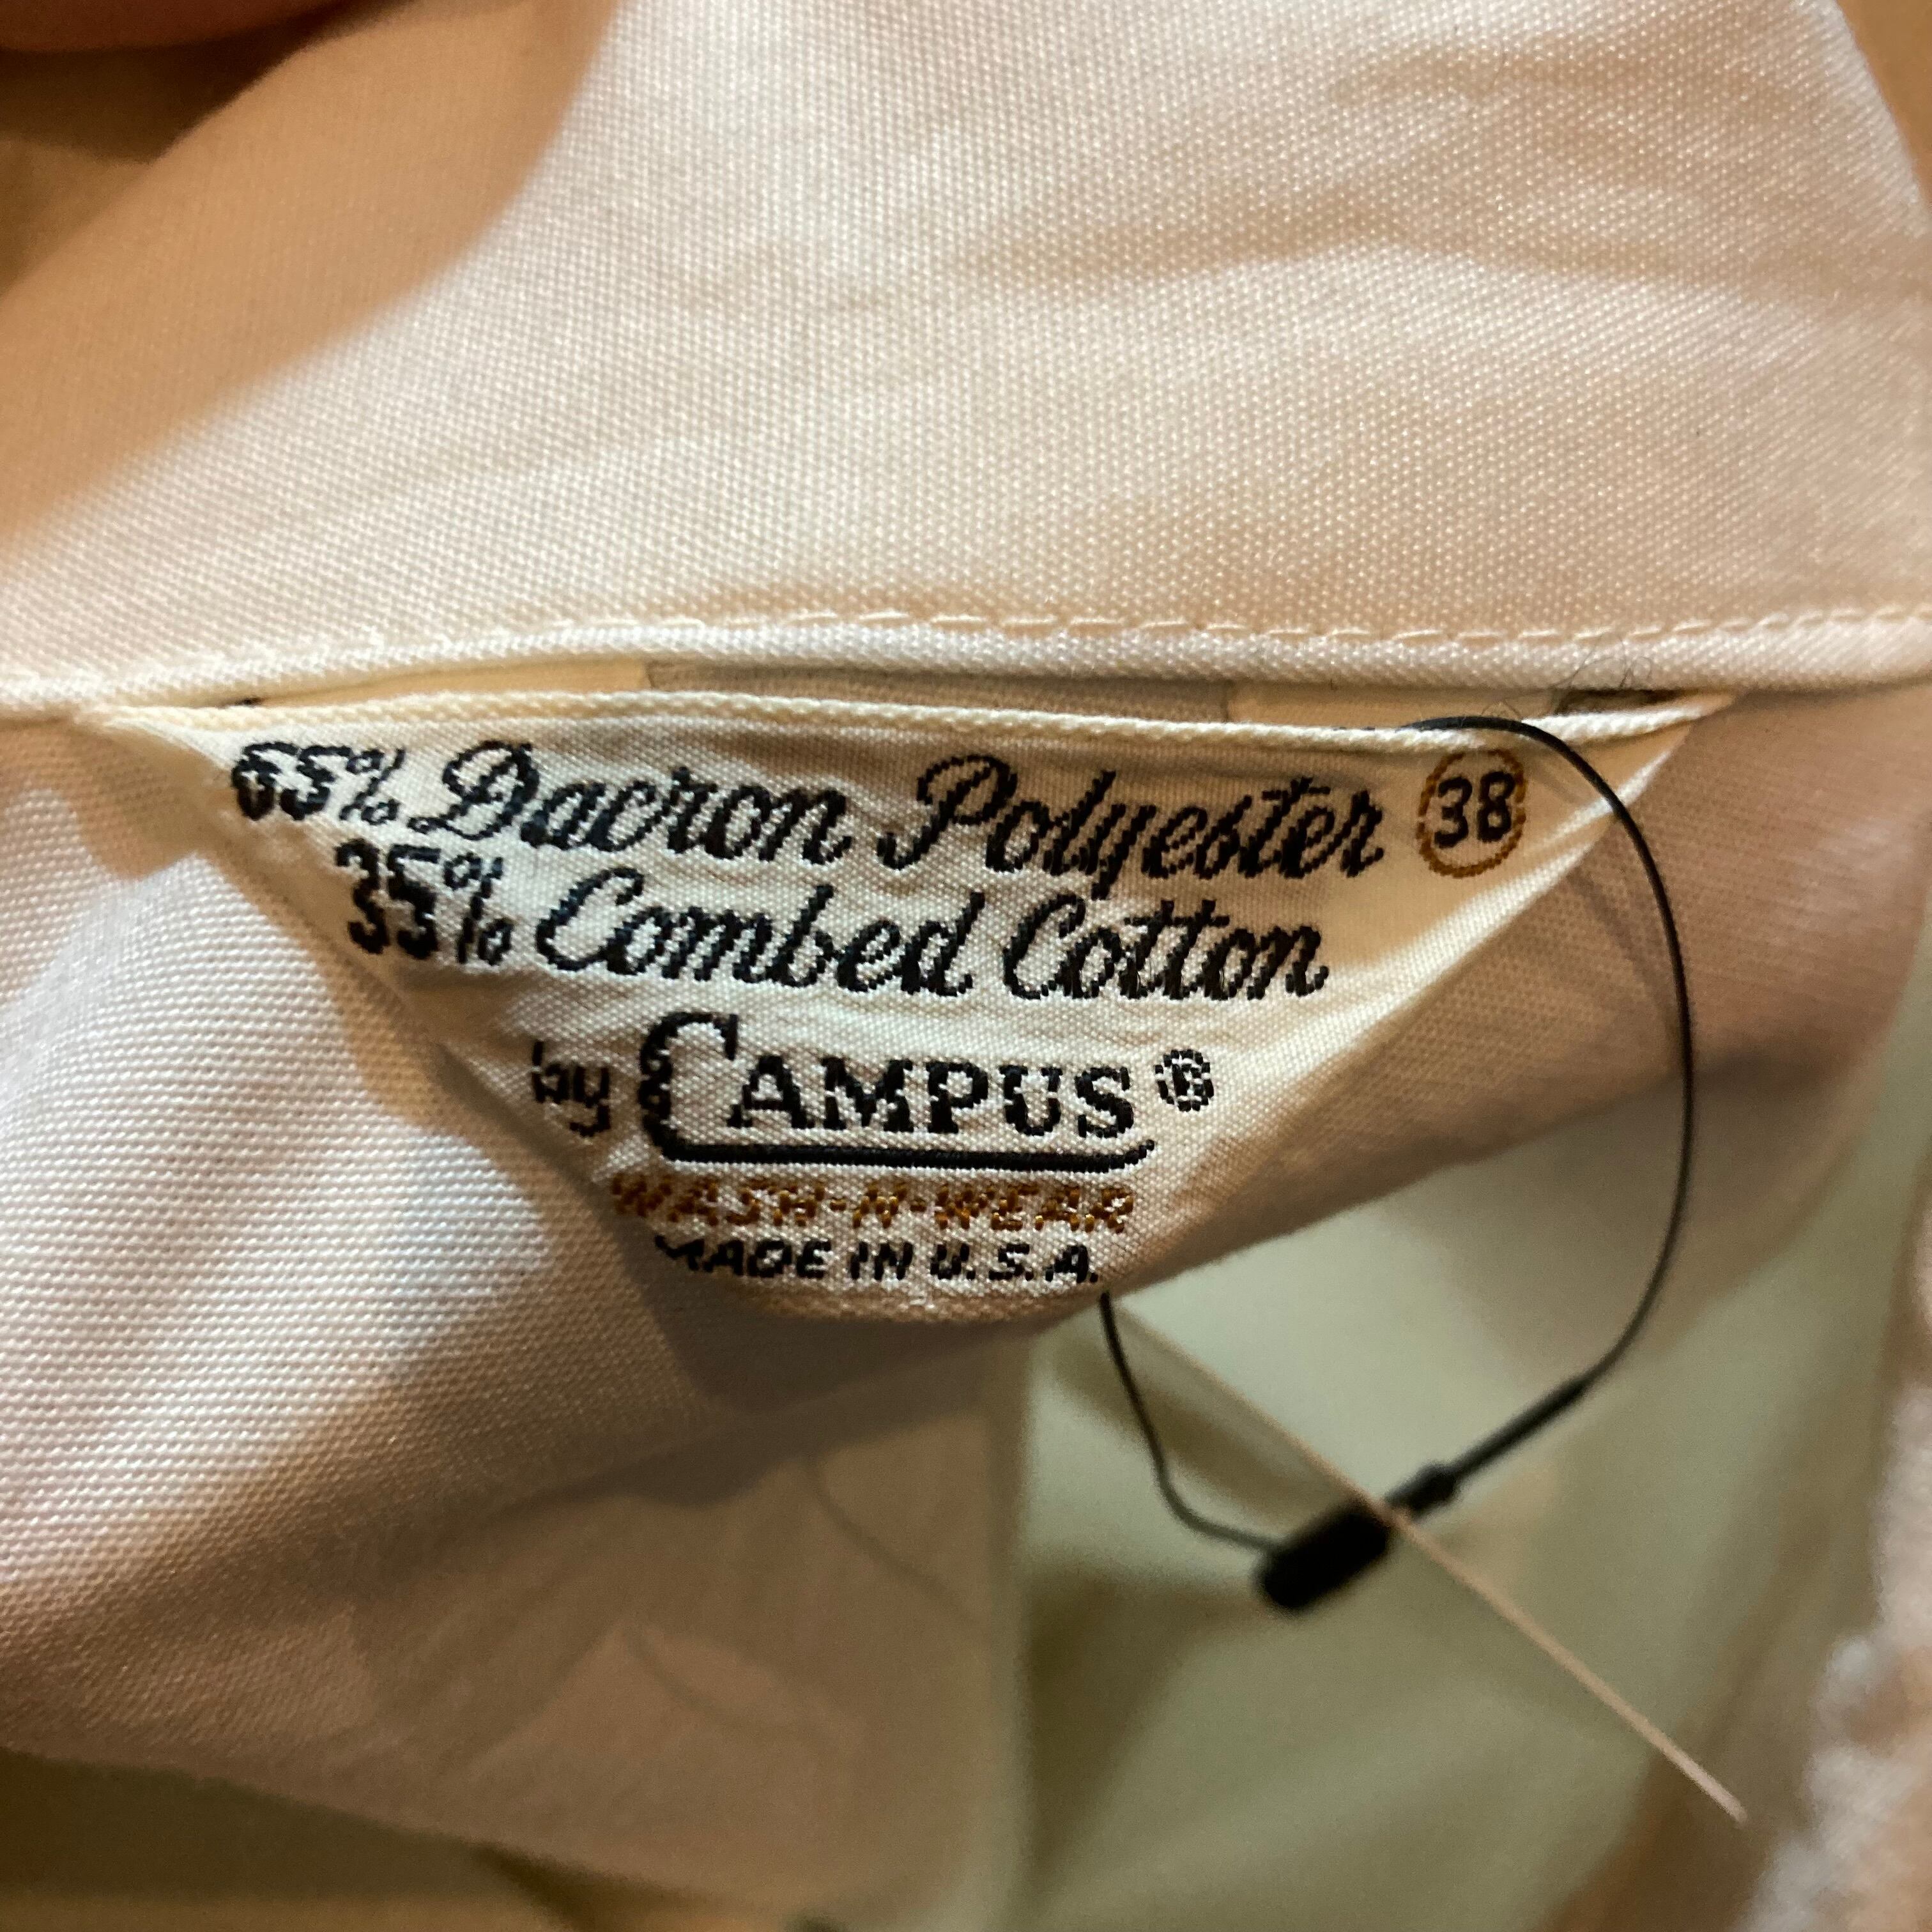 65% Dacron Polyester 38
35% Combed Cotton
by CAMPUS ®
WASH-N-WEAR
MADE IN U.S.A.